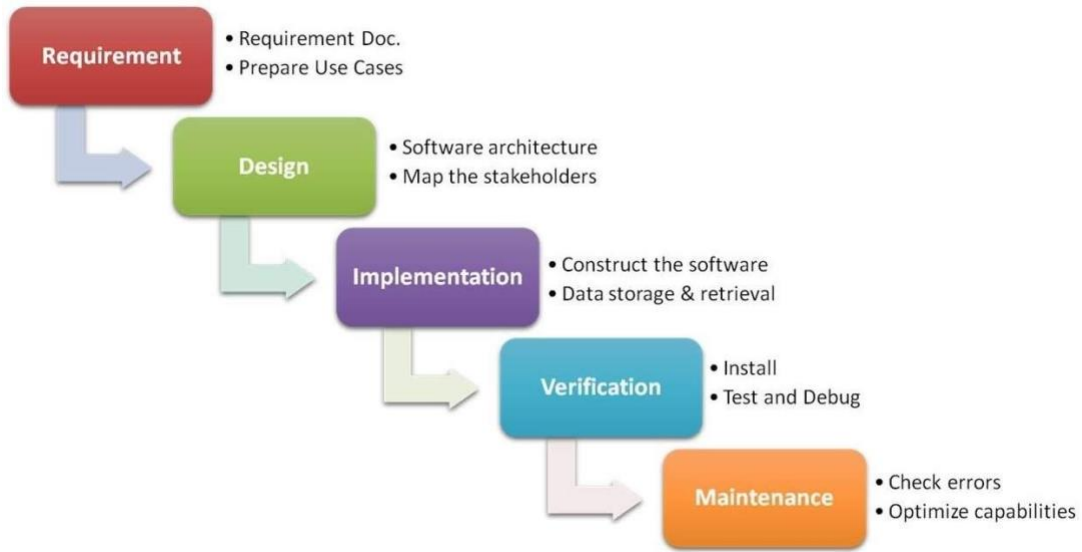 Requirement
• Requirement Doc.
• Prepare Use Cases
Design
• Software architecture
• Map the stakeholders
Implementation
• Construct the software
• Data storage & retrieval
Verification
• Install
• Test and Debug
Maintenance
• Check errors
• Optimize capabilities